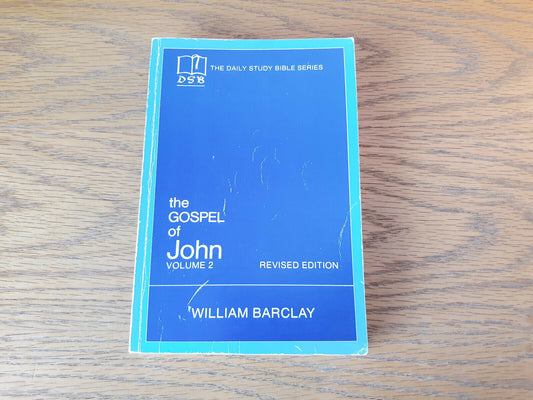 DSB
THE DAILY STUDY BIBLE SERIES
the
GOSPEL
of
John
VOLUME 2
REVISED EDITION
WILLIAM BARCLAY